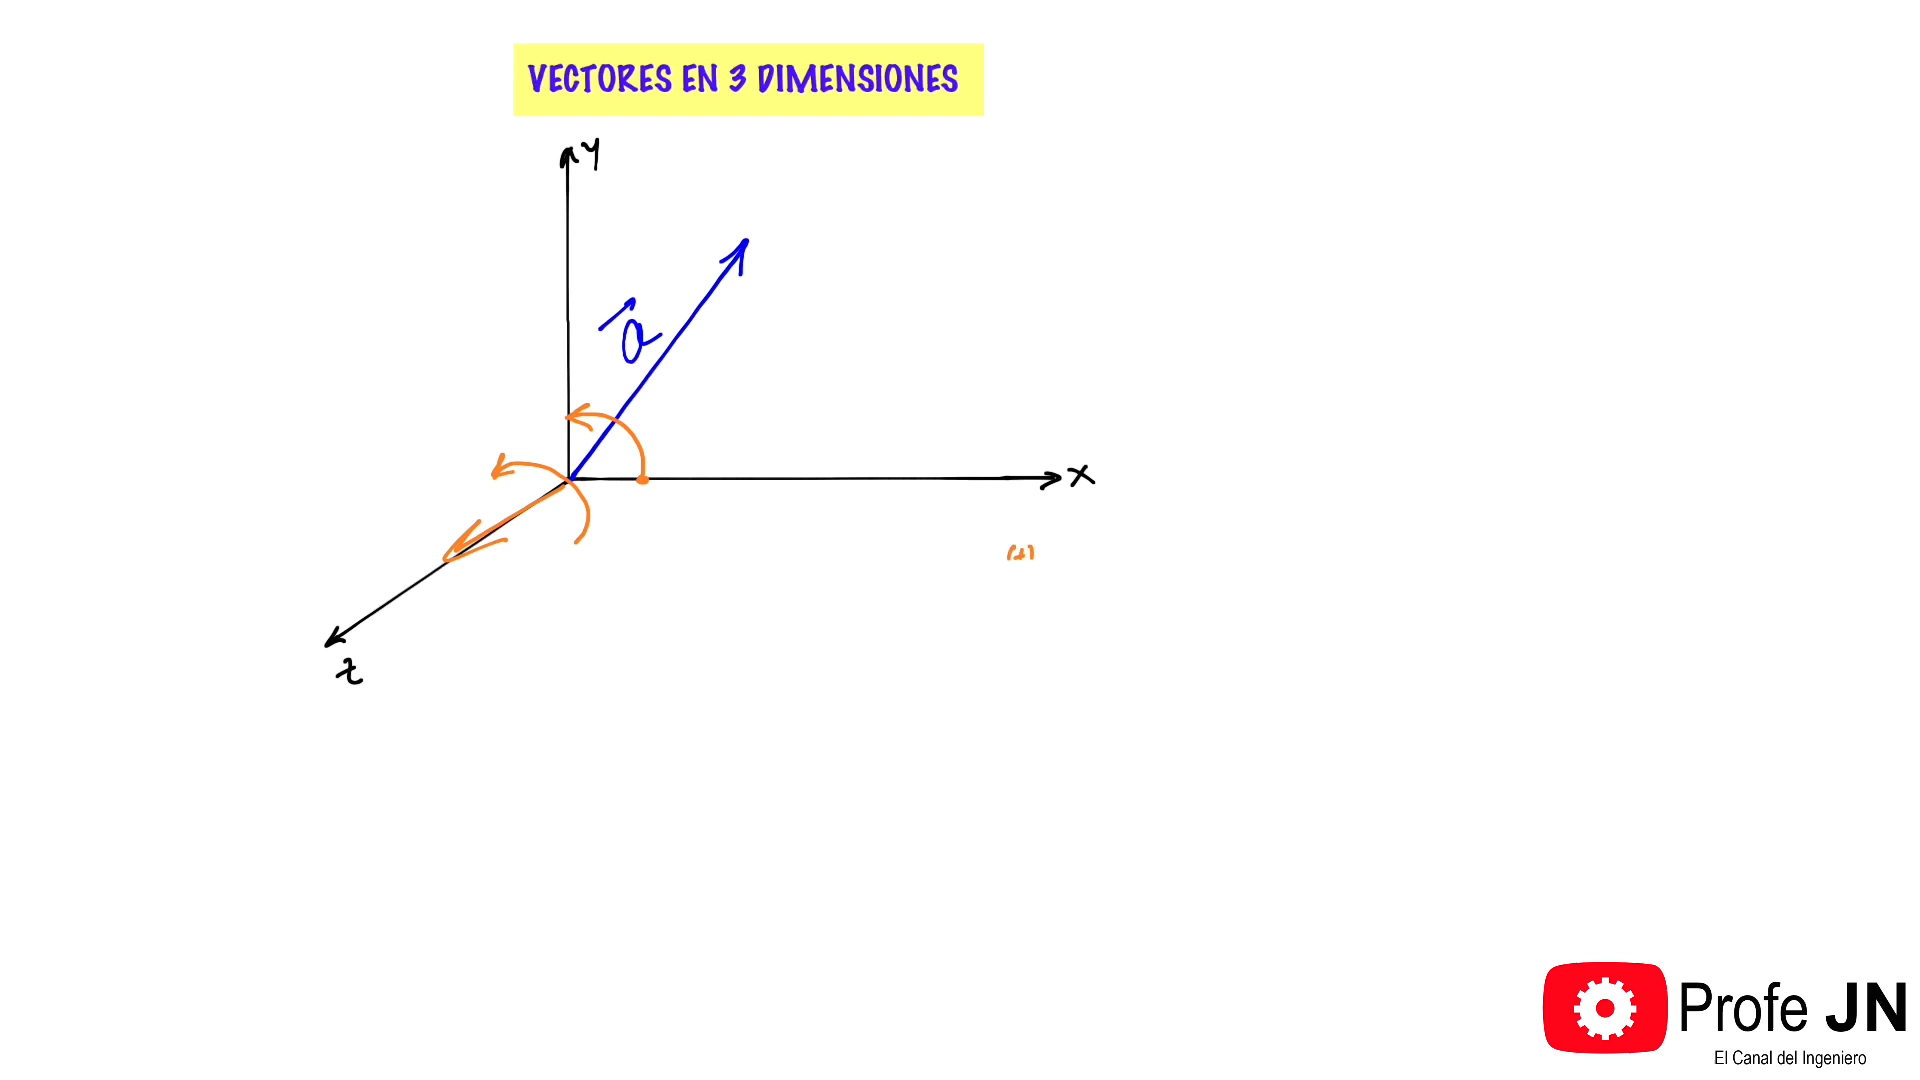 VECTORES EN 3 DIMENSIONES
y
a
x
(+)
z
Profe JN
El Canal del Ingeniero